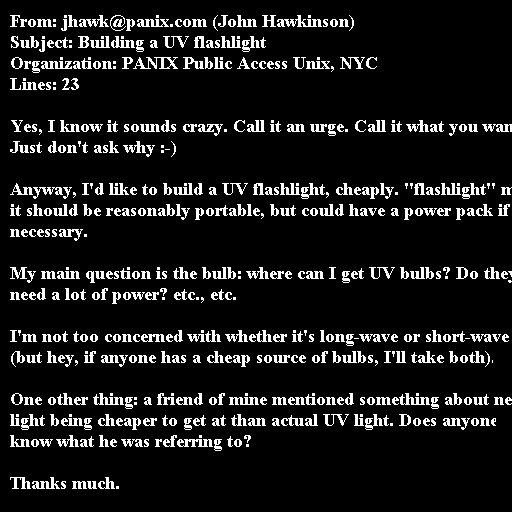 From: jhawk@panix.com (John Hawkinson)
Subject: Building a UV flashlight
Organization: PANIX Public Access Unix, NYC
Lines: 23
Yes, I know it sounds crazy. Call it an urge. Call it what you
Just don't ask why :-)
Anyway, I'd like to build a UV flashlight, cheaply. "flashlight"
it should be reasonably portable, but could have a power pack if
necessary.
My main question is the bulb: where can I get UV bulbs? Do
need a lot of power? etc., etc.
I'm not too concerned with whether it's long-wave or short-wave
(but hey, if anyone has a cheap source of bulbs, I'll take both).
One other thing: a friend of mine mentioned something about
light being cheaper to get at than actual UV light. Does anyone
know what he was referring to?
Thanks much.